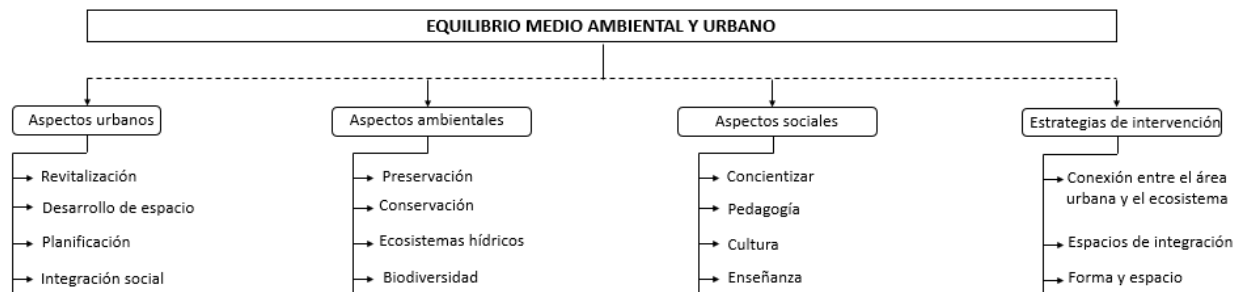 EQUILIBRIO MEDIO AMBIENTAL Y URBANO
Aspectos urbanos
Revitalización
Desarrollo de espacio
Planificación
Integración social
Aspectos ambientales
Preservación
Conservación
Ecosistemas hídricos
Biodiversidad
Aspectos sociales
Concientizar
Pedagogía
Cultura
Enseñanza
Estrategias de intervención
Conexión entre el área
urbana y el ecosistema
Espacios de integración
Forma y espacio